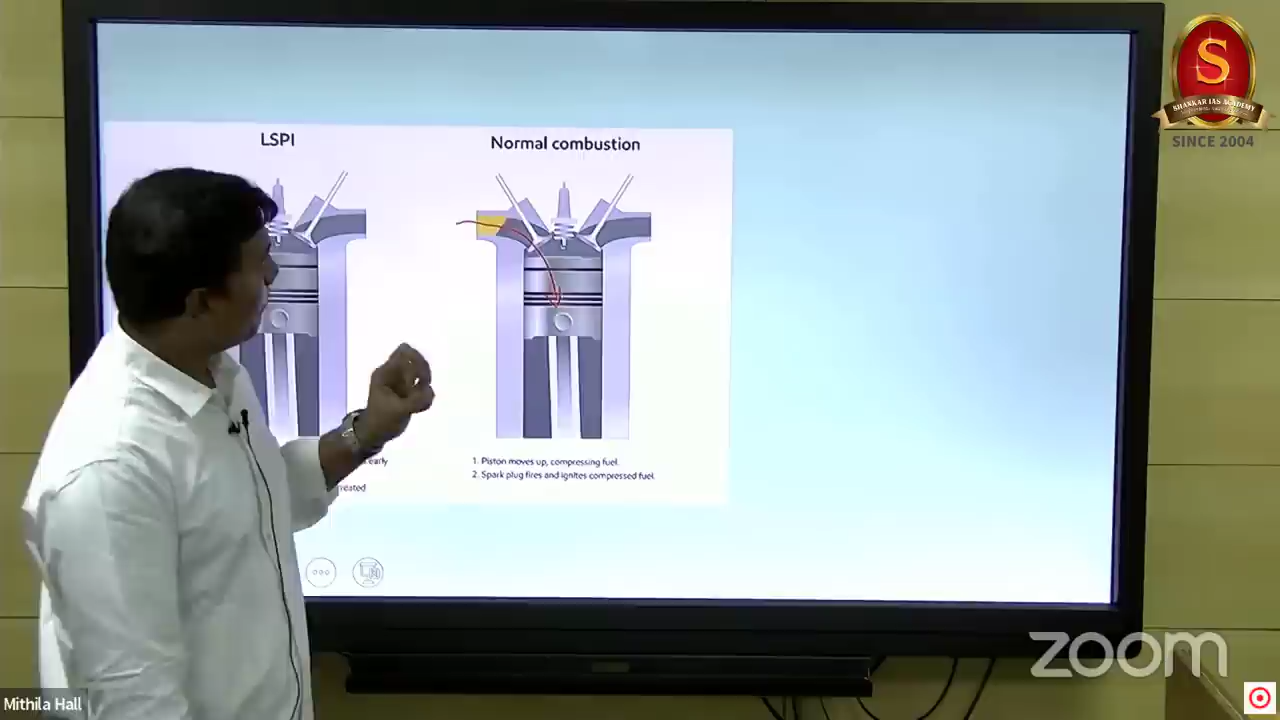 LSPI
Normal combustion
early
1. Piston moves up, compressing fuel.
2. Spark plug fires and ignites compressed fuel.
S
SHANKAR IAS ACADEMY
SINCE 2004
zoom
Mithila Hall